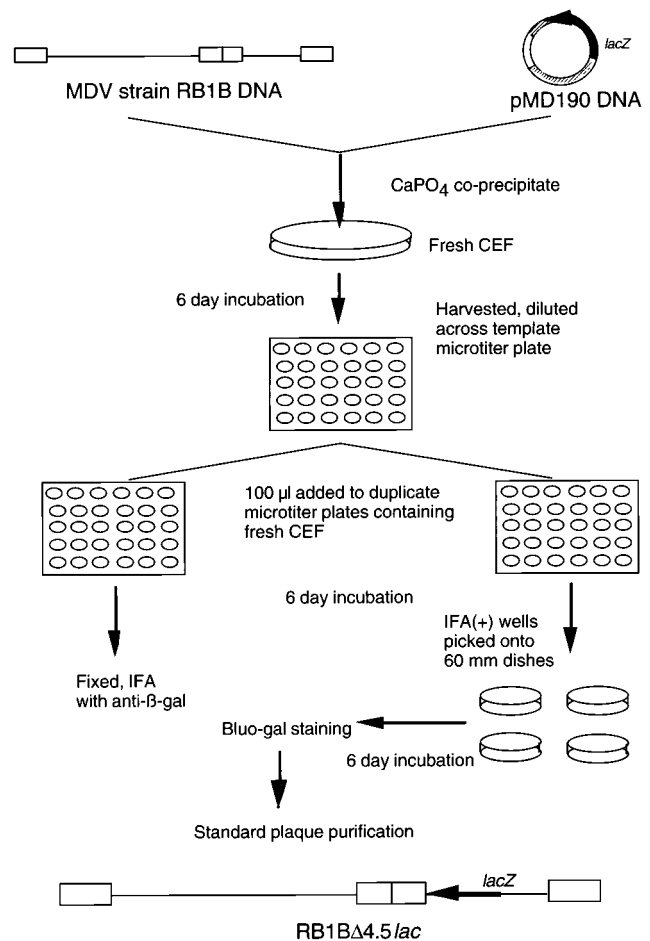 lacZ
MDV strain RB1B DNA
pMD190 DNA
CaPO4 co-precipitate
Fresh CEF
6 day incubation
Harvested, diluted
across template
microtiter plate
100 µl added to duplicate
microtiter plates containing
fresh CEF
6 day incubation
IFA(+) wells
picked onto
60 mm dishes
Fixed, IFA
with anti-ß-gal
Bluo-gal staining
6 day incubation
Standard plaque purification
lacZ
RB1BΔ4.5lac